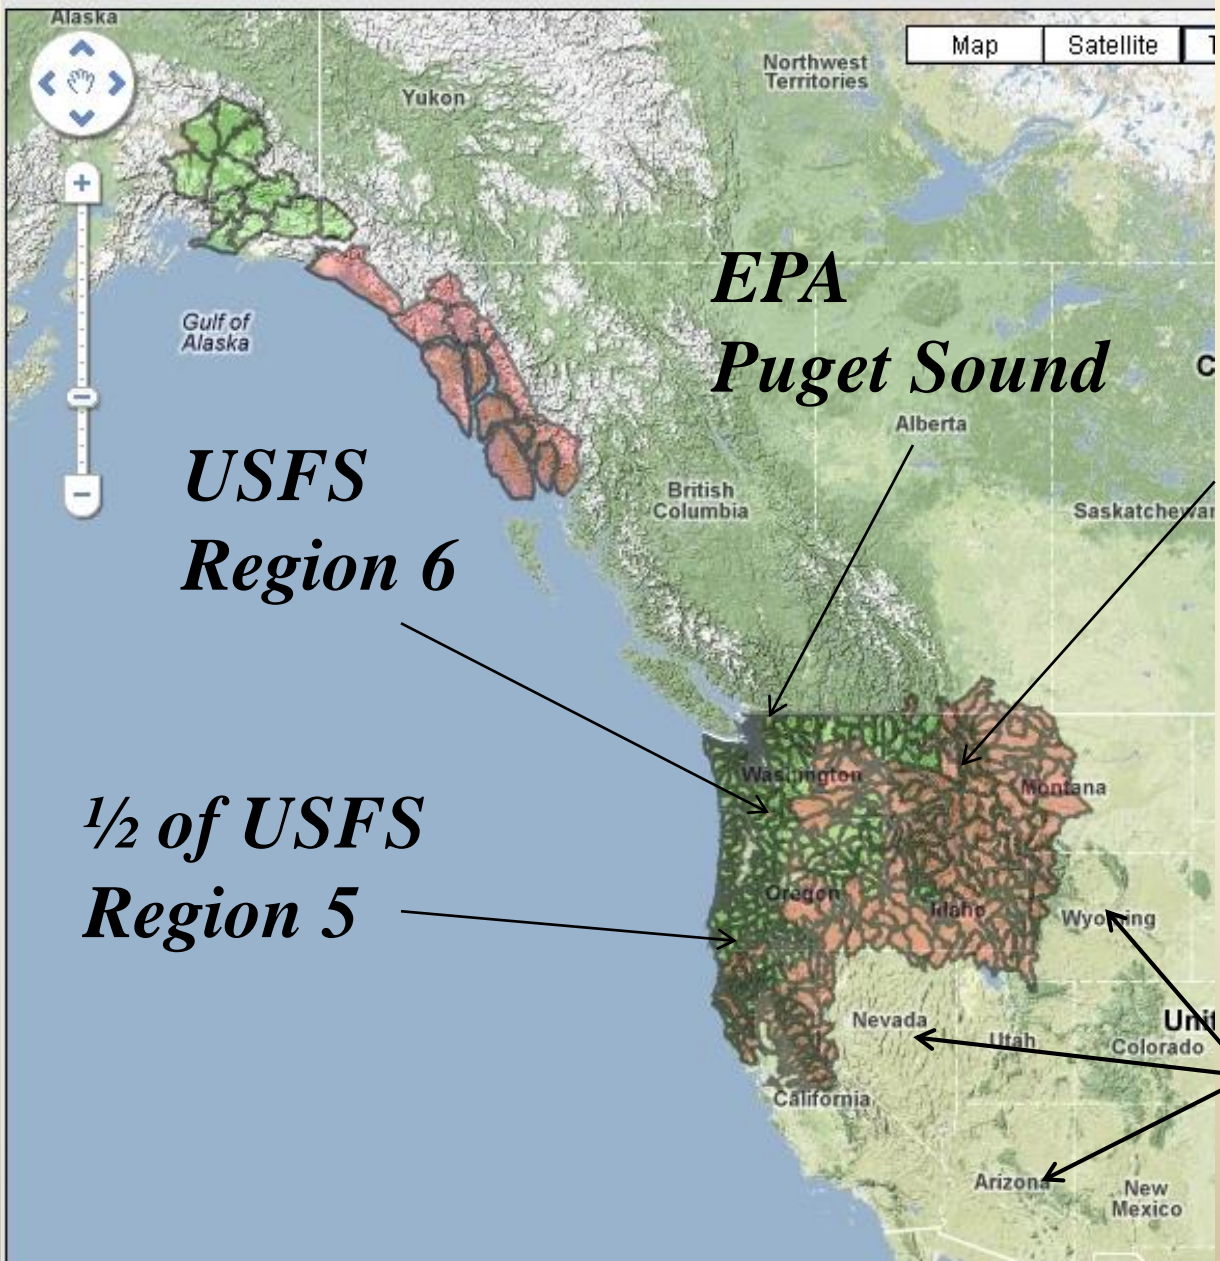 Alaska
Map
Satellite
T
Northwest
Territories
Yukon
EPA
Puget Sound
Gulf of
Alaska
C
Alberta
USFS
Region 6
British
Columbia
Saskatchewan
Washington
Montana
½ of USFS
Region 5
Oregon
Idaho
Wyoming
Nevada
Utah
Unit
Colorado
California
Arizona
New
Mexico